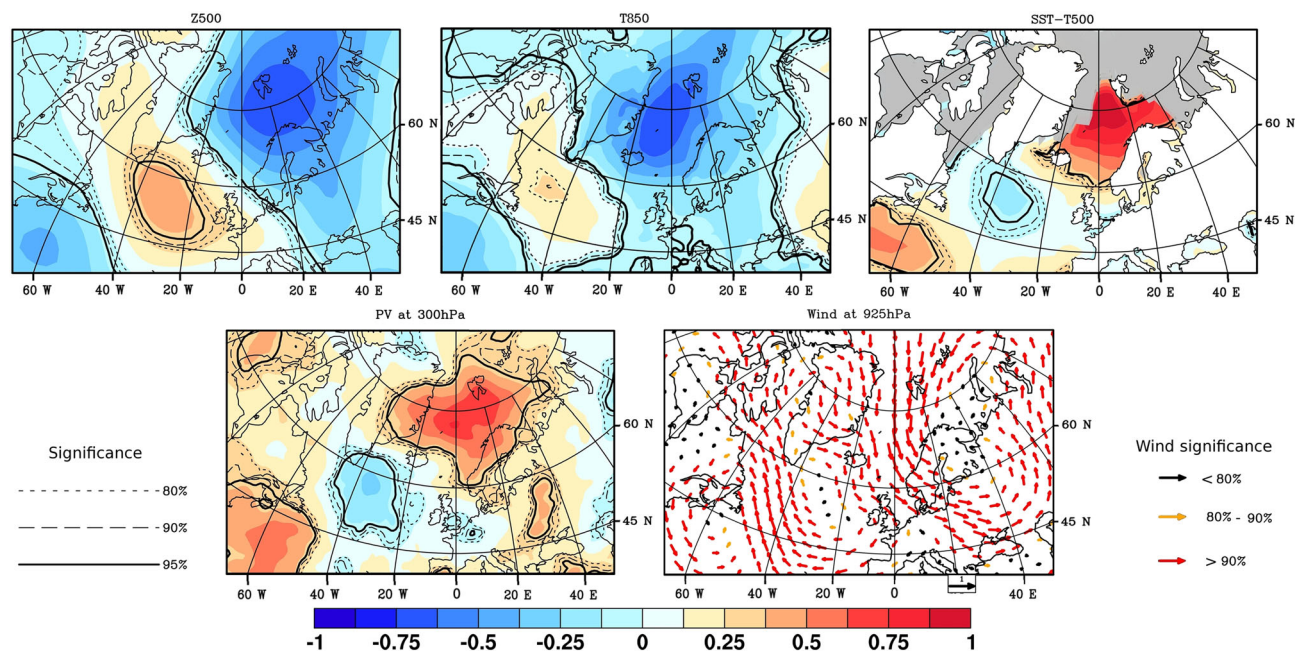 Z500
T850
SST-T500
60 N
60 N
60 N
45 N
45 N
45 N
60 W
40 W
20 W
0
20 E
40 E
60 W
40 W
20 W
0
20 E
40 E
60 W
40 W
20 W
0
20 E
40 E
PV at 300hPa
Wind at 925hPa
60 N
60 N
Significance
80%
90%
95%
45 N
45 N
Wind significance
< 80%
80% - 90%
> 90%
60 W
40 W
20 W
0
20 E
40 E
60 W
40 W
20 W
0
1
40 E
-1 -0.75 -0.5 -0.25 0 0.25 0.5 0.75 1